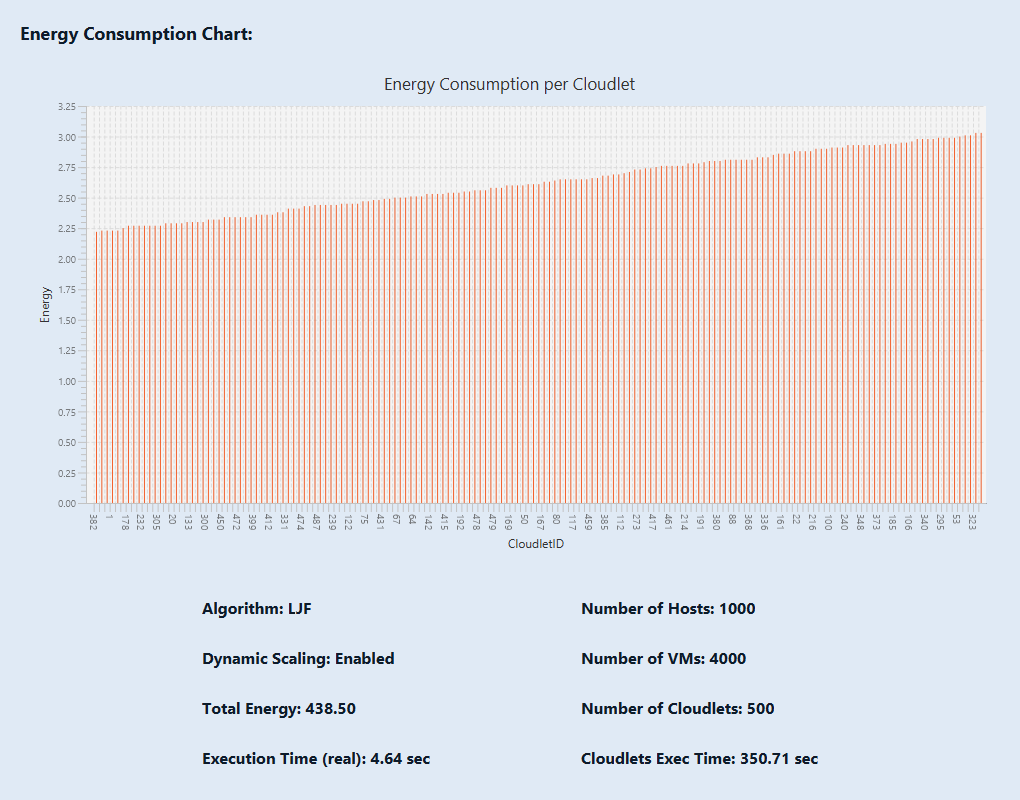 Energy Consumption Chart:
Energy Consumption per Cloudlet
3.25
3.00
2.75
2.50
2.25
2.00
1.75
1.50
1.25
1.00
0.75
0.50
0.25
0.00
Energy
382 1 178 232 305 20 133 300 450 472 399 412 331 474 487 239 122 75 431 67 64 142 415 192 478 479 169 50 167 80 117 459 385 112 273 417 461 214 191 380 88 368 336 161 22 216 100 240 348 373 185 106 340 295 53 323
CloudletID
Algorithm: LJF
Number of Hosts: 1000
Dynamic Scaling: Enabled
Number of VMs: 4000
Total Energy: 438.50
Number of Cloudlets: 500
Execution Time (real): 4.64 sec
Cloudlets Exec Time: 350.71 sec